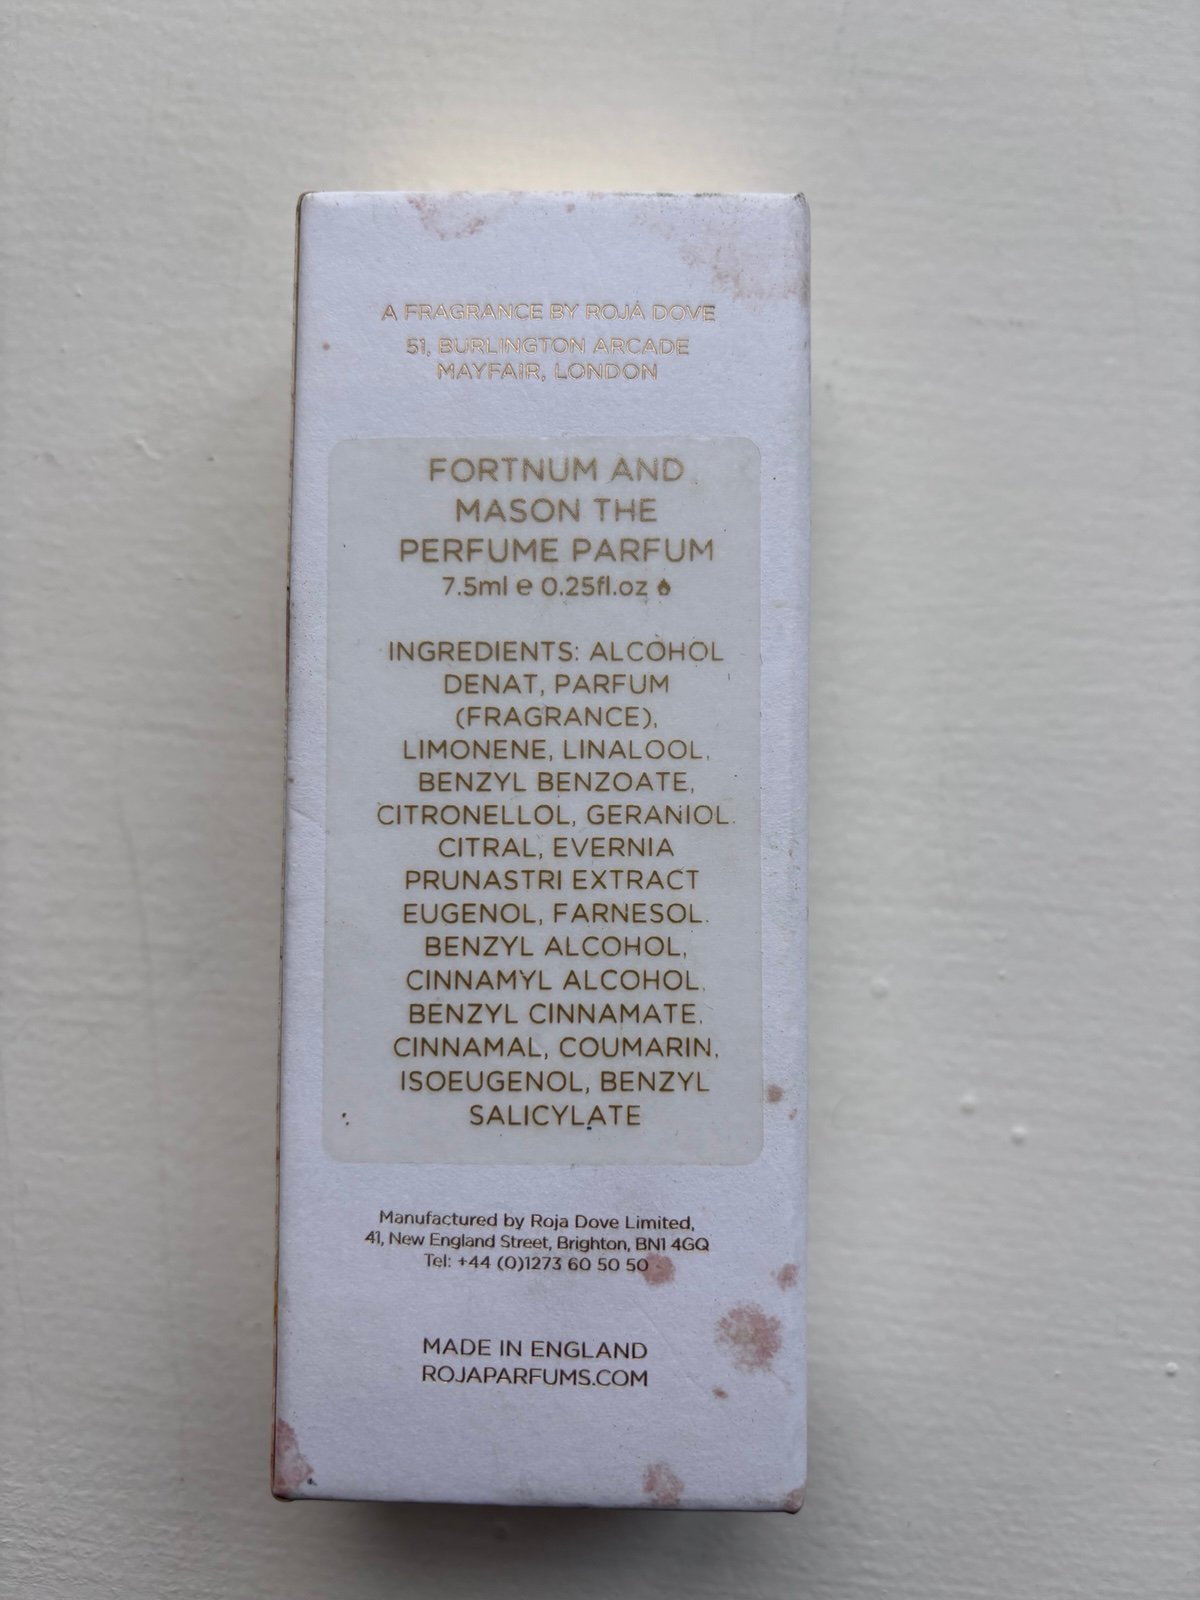 A FRAGRANCE BY ROJA DOVE
51, BURLINGTON ARCADE
MAYFAIR, LONDON
FORTNUM AND
MASON THE
PERFUME PARFUM
7.5ml e 0.25fl.oz
INGREDIENTS: ALCOHOL
DENAT, PARFUM
(FRAGRANCE),
LIMONENE, LINALOOL,
BENZYL BENZOATE,
CITRONELLOL, GERANIOL,
CITRAL, EVERNIA
PRUNASTRI EXTRACT
EUGENOL, FARNESOL,
BENZYL ALCOHOL,
CINNAMYL ALCOHOL,
BENZYL CINNAMATE,
CINNAMAL, COUMARIN,
ISOEUGENOL, BENZYL
SALICYLATE
Manufactured by Roja Dove Limited,
41, New England Street, Brighton, BN1 4GQ
Tel: +44 (0)1273 60 50 50
MADE IN ENGLAND
ROJAPARFUMS.COM